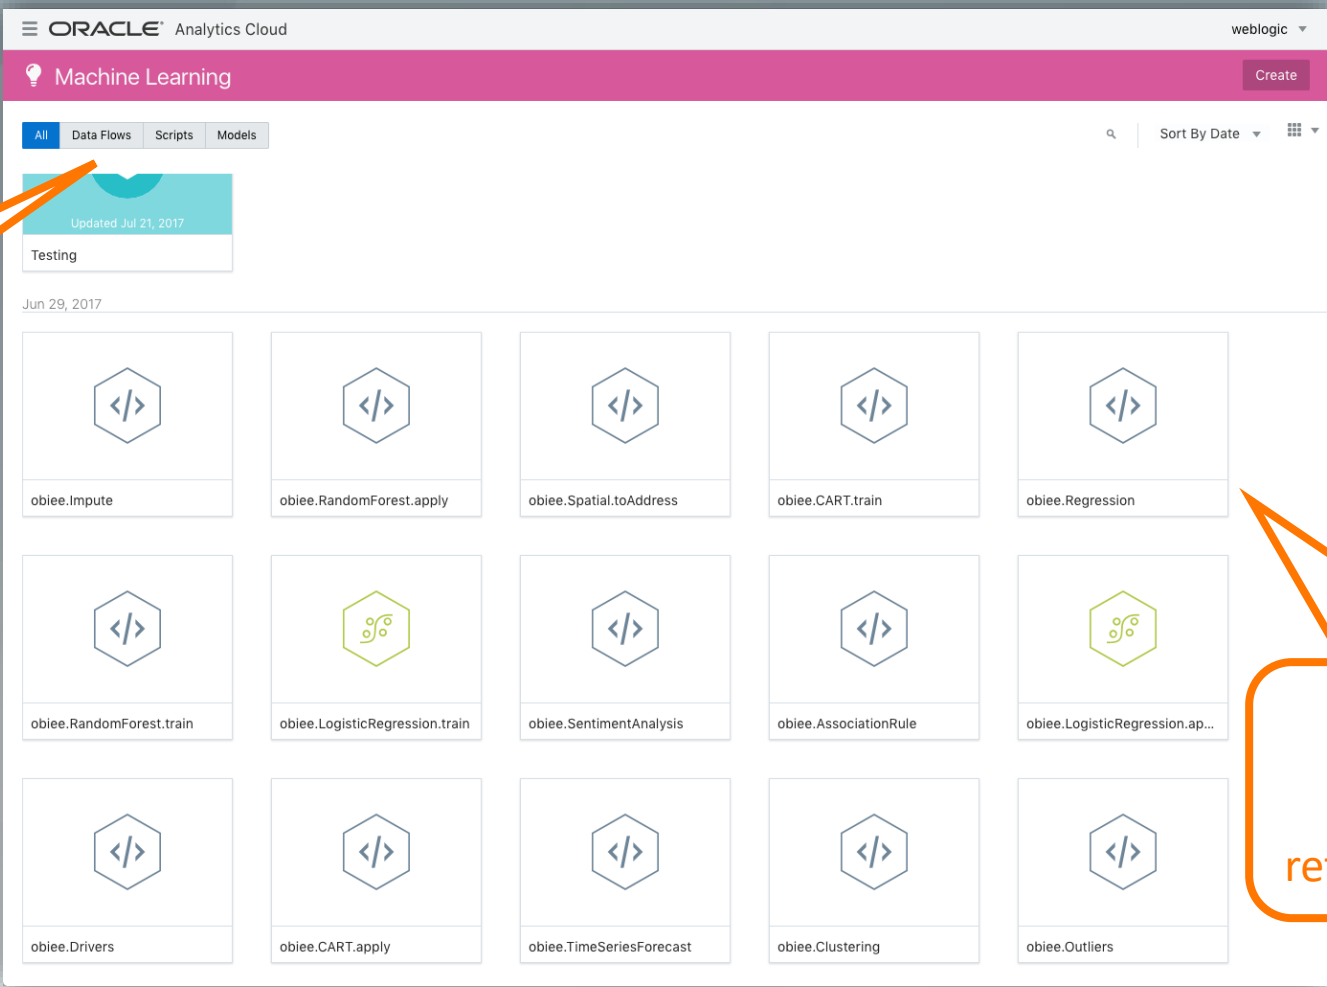 ORACLE Analytics Cloud
weblogic
Machine Learning
Create
All Data Flows Scripts Models
Sort By Date
Updated Jul 21, 2017
Testing
Jun 29, 2017
obiee.Impute
obiee.RandomForest.apply
obiee.Spatial.toAddress
obiee.CART.train
obiee.Regression
obiee.RandomForest.train
obiee.LogisticRegression.train
obiee.SentimentAnalysis
obiee.AssociationRule
obiee.LogisticRegression.ap...
obiee.Drivers
obiee.CART.apply
obiee.TimeSeriesForecast
obiee.Clustering
obiee.Outliers